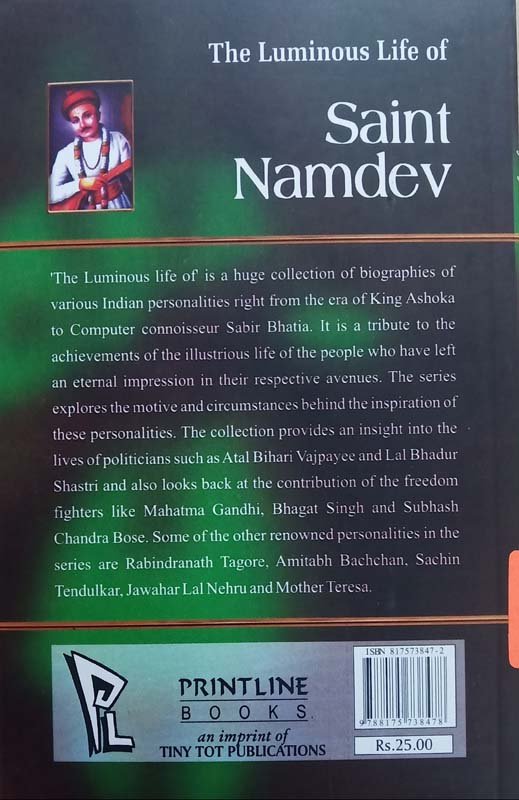 The Luminous Life of
Saint
Namdev
'The Luminous life of' is a huge collection of biographies of
various Indian personalities right from the era of King Ashoka
to Computer connoisseur Sabir Bhatia. It is a tribute to the
achievements of the illustrious life of the people who have left
an eternal impression in their respective avenues. The series
explores the motive and circumstances behind the inspiration of
these personalities. The collection provides an insight into the
lives of politicians such as Atal Bihari Vajpayee and Lal Bhadur
Shastri and also looks back at the contribution of the freedom
fighters like Mahatma Gandhi, Bhagat Singh and Subhash
Chandra Bose. Some of the other renowned personalities in the
series are Rabindranath Tagore, Amitabh Bachchan, Sachin
Tendulkar, Jawahar Lal Nehru and Mother Teresa.
PL
PRINTLINE
BOOKS
an imprint of
TINY TOT PUBLICATIONS
ISBN 817573847-2
9 788175 738478
Rs.25.00